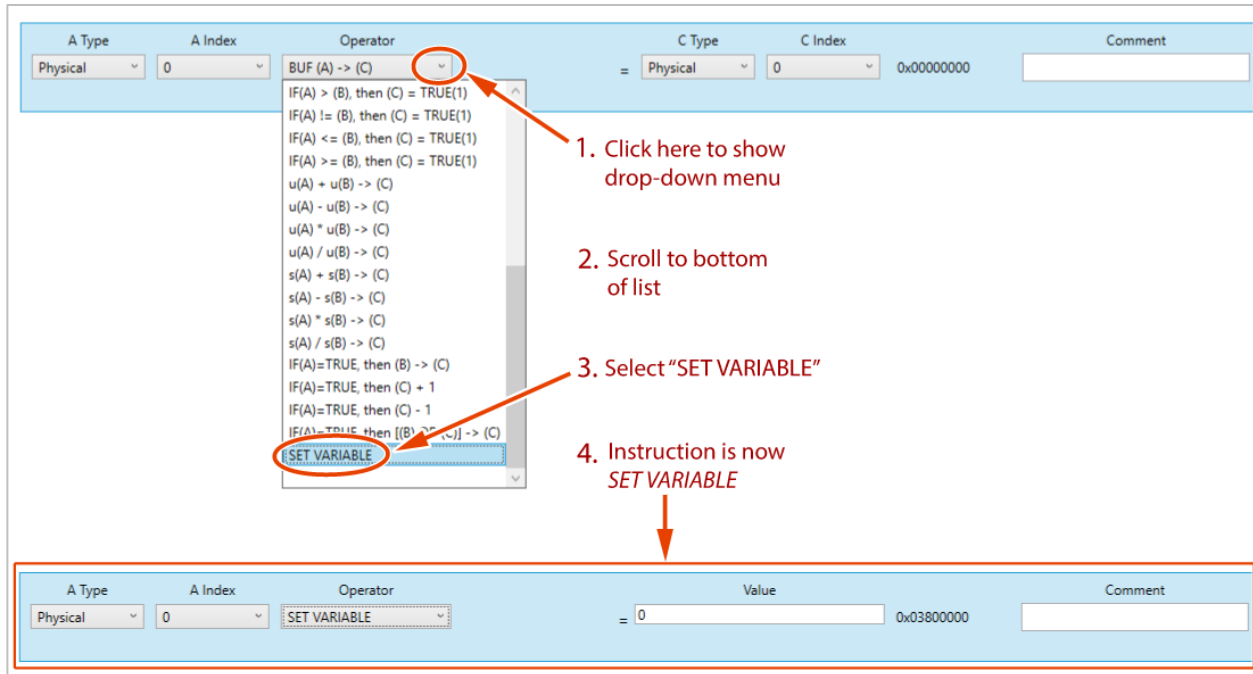 A Type A Index Operator C Type C Index Comment
Physical 0 BUF (A) -> (C) = Physical 0 0x00000000
IF(A) > (B), then (C) = TRUE(1)
IF(A) != (B), then (C) = TRUE(1)
IF(A) <= (B), then (C) = TRUE(1)
IF(A) >= (B), then (C) = TRUE(1)
u(A) + u(B) -> (C)
u(A) - u(B) -> (C)
u(A) * u(B) -> (C)
u(A) / u(B) -> (C)
s(A) + s(B) -> (C)
s(A) - s(B) -> (C)
s(A) * s(B) -> (C)
s(A) / s(B) -> (C)
IF(A)=TRUE, then (B) -> (C)
IF(A)=TRUE, then (C) + 1
IF(A)=TRUE, then (C) - 1
IF(A)=TRUE, then [(B) OF (C)] -> (C)
SET VARIABLE
1. Click here to show
drop-down menu
2. Scroll to bottom
of list
3. Select “SET VARIABLE”
4. Instruction is now
SET VARIABLE
A Type A Index Operator Value Comment
Physical 0 SET VARIABLE = 0 0x03800000